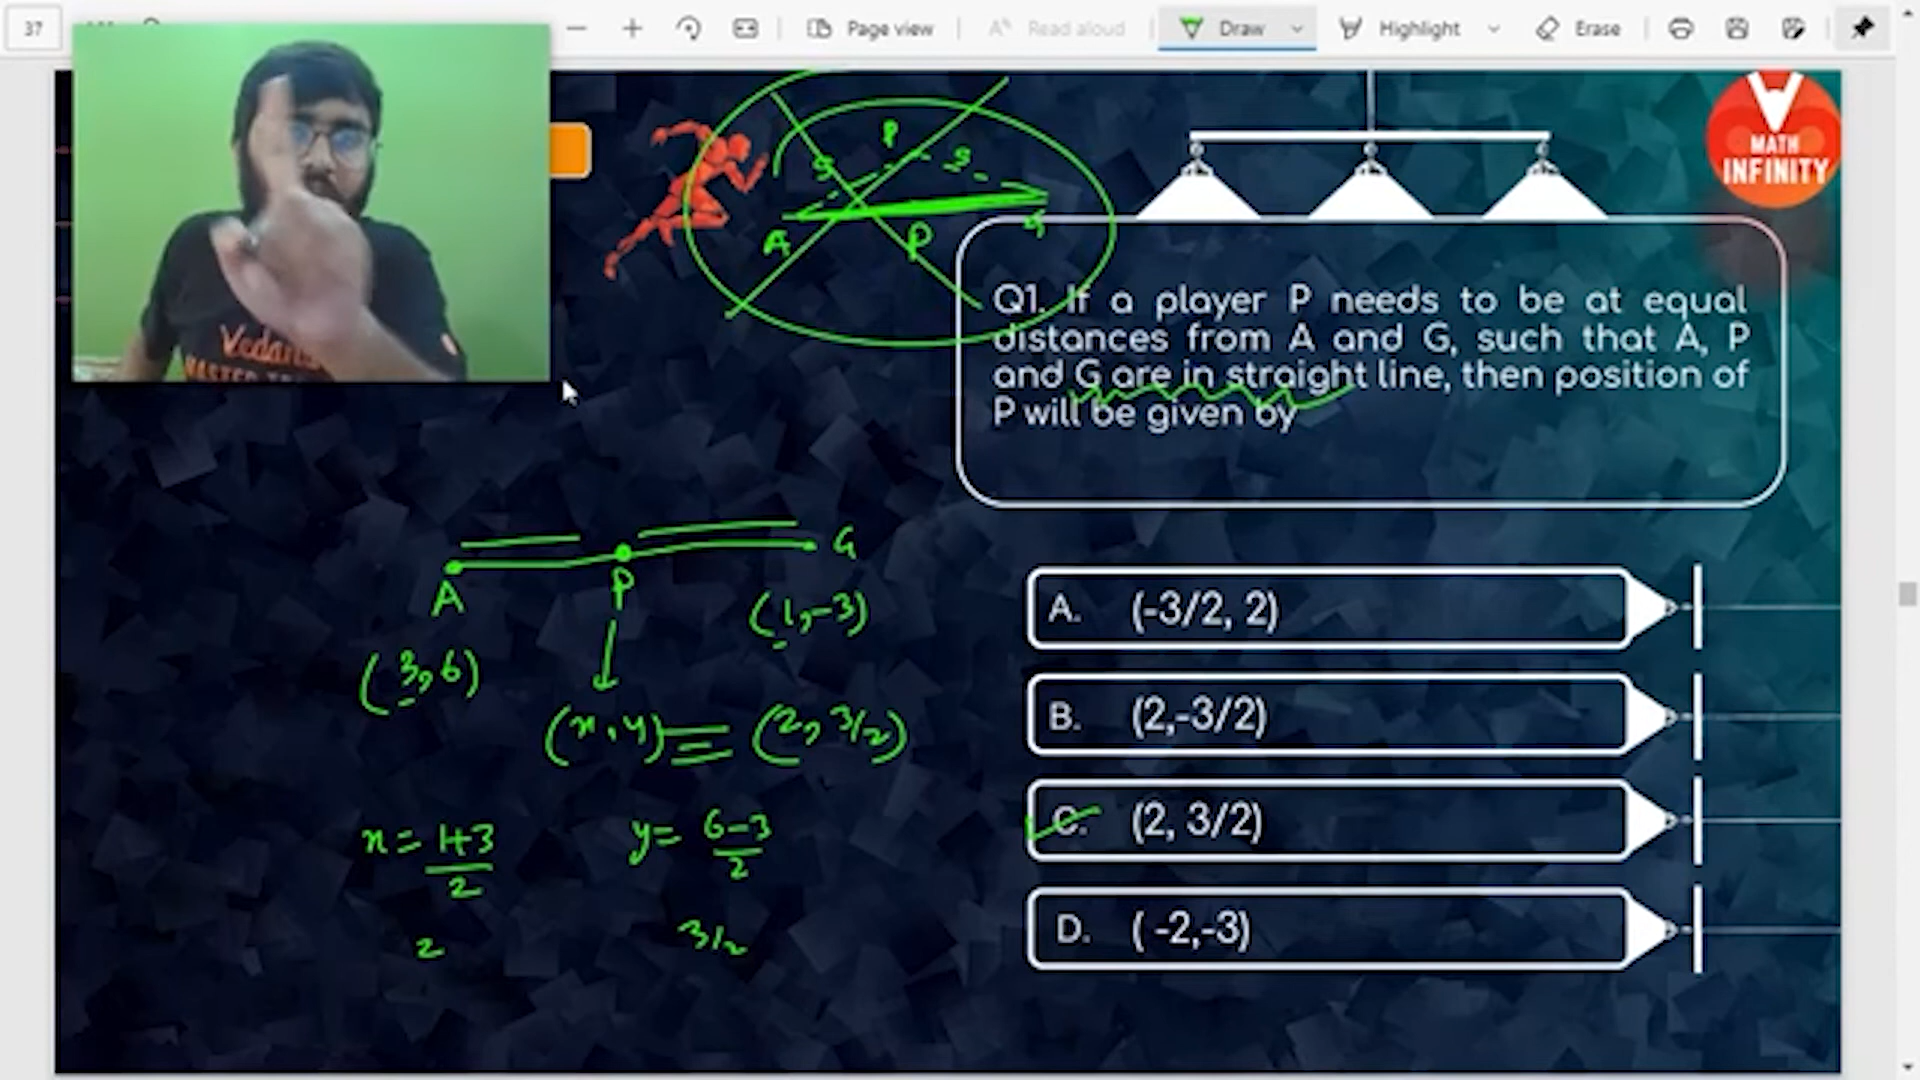 37
Page view
Read aloud
Draw
Highlight
Erase
MATH
INFINITY
P
5
5
A
P
G
Q1. If a player P needs to be at equal
distances from A and G, such that A, P
and G are in straight line, then position of
P will be given by
A P G
(3,6)
(1,-3)
(x,y) ≡ (2, 3/2)
x = 1+3/2
y = 6-3/2
2
3/2
A. (-3/2, 2)
B. (2,-3/2)
C. (2, 3/2)
D. ( -2,-3)